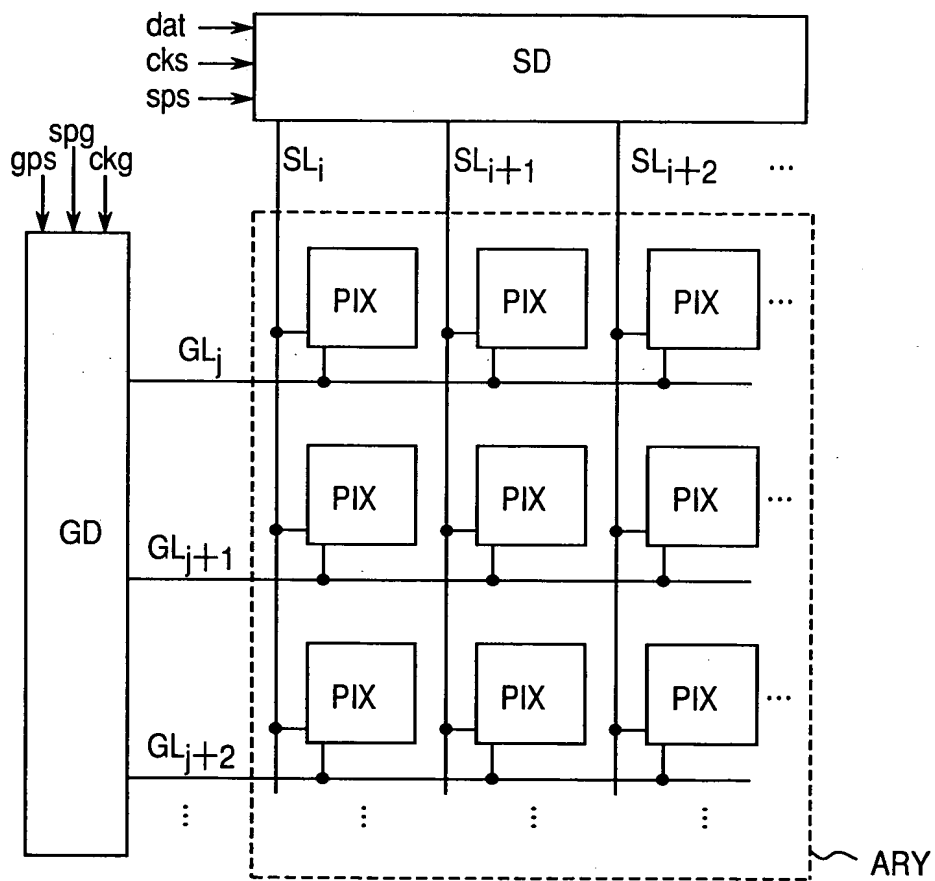 dat
cks
sps
SD
gps
spg
ckg
SLi
SLi+1
SLi+2
...
PIX PIX PIX ...
GLj
GD
PIX PIX PIX ...
GLj+1
PIX PIX PIX ...
GLj+2
... ... ... ...
ARY